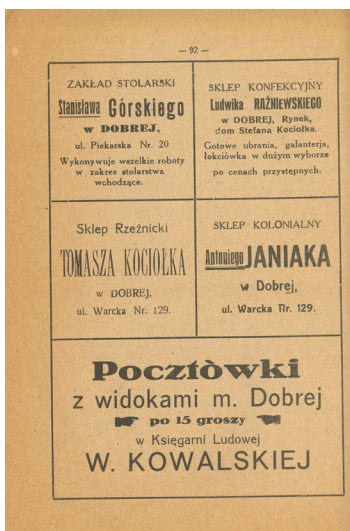 — 92 —
ZAKŁAD STOLARSKI
Stanisława Górskiego
w DOBREJ,
ul. Piekarska Nr. 20
Wykonywuje wszelkie roboty
w zakres stolarstwa
wchodzące.
SKLEP KONFEKCYJNY
Ludwika RAŹNIEWSKIEGO
w DOBREJ, Rynek,
dom Stefana Kociołka.
Gotowe ubrania, galanterja,
łokciówka w dużym wyborze
po cenach przystępnych.
Sklep Rzeźnicki
TOMASZA KOCIOŁKA
w DOBREJ,
ul. Warcka Nr. 129.
SKLEP KOLONIALNY
Antoniego JANIAKA
w Dobrej,
ul. Warcka Nr. 129.
Pocztówki
z widokami m. Dobrej
po 15 groszy
w Księgarni Ludowej
W. KOWALSKIEJ